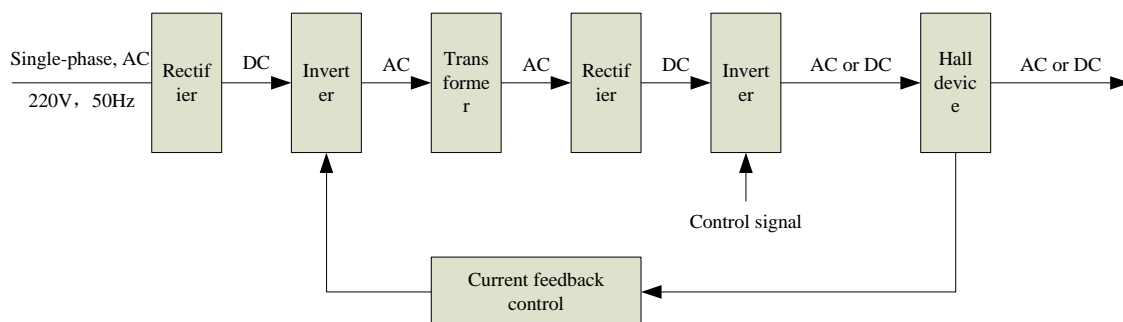 Single-phase, AC
220V，50Hz
Rectif
ier
DC
Invert
er
AC
Trans
forme
r
AC
Rectif
ier
DC
Invert
er
AC or DC
Hall
devic
e
AC or DC
Control signal
Current feedback
control